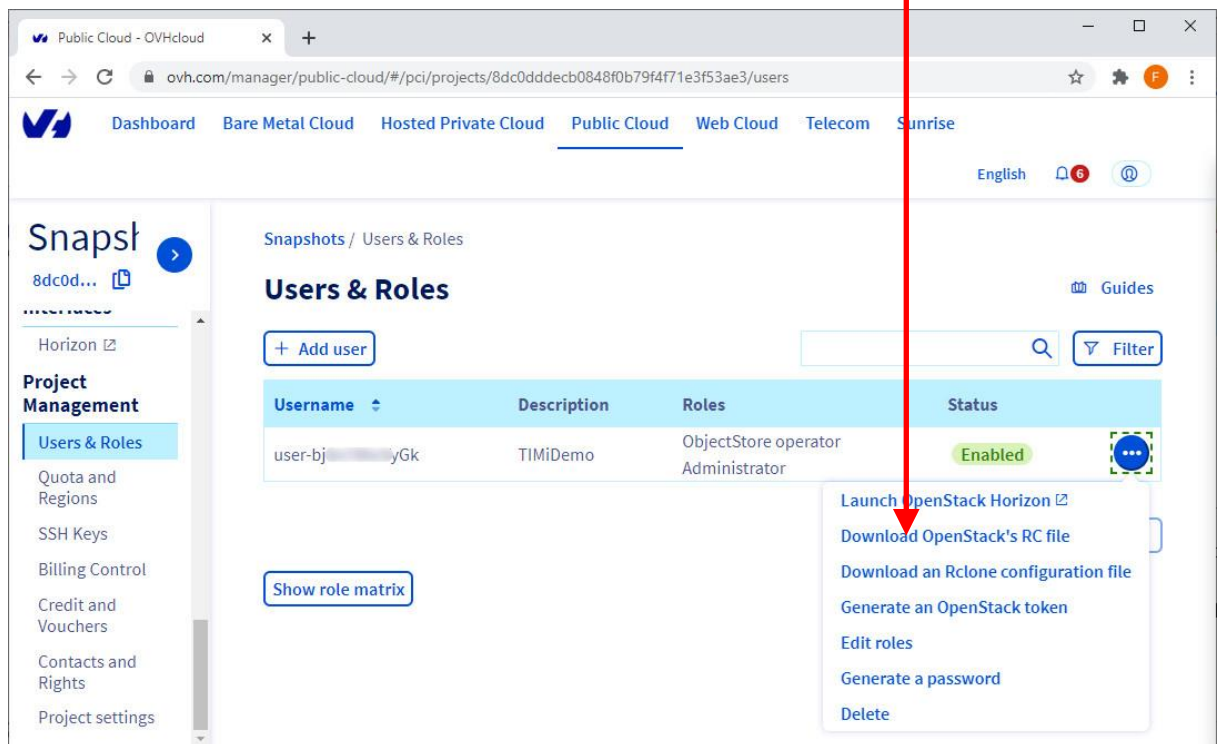 Public Cloud - OVHcloud
ovh.com/manager/public-cloud/#/pci/projects/8dc0dddecb0848f0b79f4f71e3f53ae3/users
F
Dashboard Bare Metal Cloud Hosted Private Cloud Public Cloud Web Cloud Telecom Sunrise
English 6
Snapsh
8dc0d...
Interfaces
Horizon
Project
Management
Users & Roles
Quota and
Regions
SSH Keys
Billing Control
Credit and
Vouchers
Contacts and
Rights
Project settings
Snapshots / Users & Roles
Users & Roles
Guides
+ Add user
Filter
Username Description Roles Status
user-bj yGk TIMiDemo ObjectStore operator Enabled
Administrator
Launch OpenStack Horizon
Download OpenStack's RC file
Download an Rclone configuration file
Generate an OpenStack token
Edit roles
Generate a password
Delete
Show role matrix